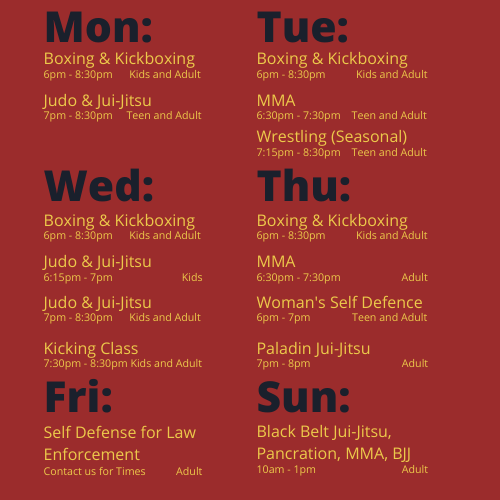 Mon:
Boxing & Kickboxing
6pm - 8:30pm Kids and Adult
Judo & Jui-Jitsu
7pm - 8:30pm Teen and Adult
Tue:
Boxing & Kickboxing
6pm - 8:30pm Kids and Adult
MMA
6:30pm - 7:30pm Teen and Adult
Wrestling (Seasonal)
7:15pm - 8:30pm Teen and Adult
Wed:
Boxing & Kickboxing
6pm - 8:30pm Kids and Adult
Judo & Jui-Jitsu
6:15pm - 7pm Kids
Judo & Jui-Jitsu
7pm - 8:30pm Kids and Adult
Kicking Class
7:30pm - 8:30pm Kids and Adult
Thu:
Boxing & Kickboxing
6pm - 8:30pm Kids and Adult
MMA
6:30pm - 7:30pm Adult
Woman's Self Defence
6pm - 7pm Teen and Adult
Paladin Jui-Jitsu
7pm - 8pm Adult
Fri:
Self Defense for Law
Enforcement
Contact us for Times Adult
Sun:
Black Belt Jui-Jitsu,
Pancration, MMA, BJJ
10am - 1pm Adult